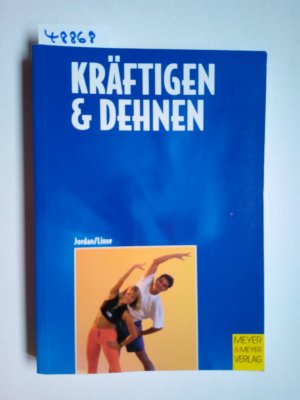 48868
KRÄFTIGEN
& DEHNEN
Jordan/Linse
MEYER
& MEYER
VERLAG